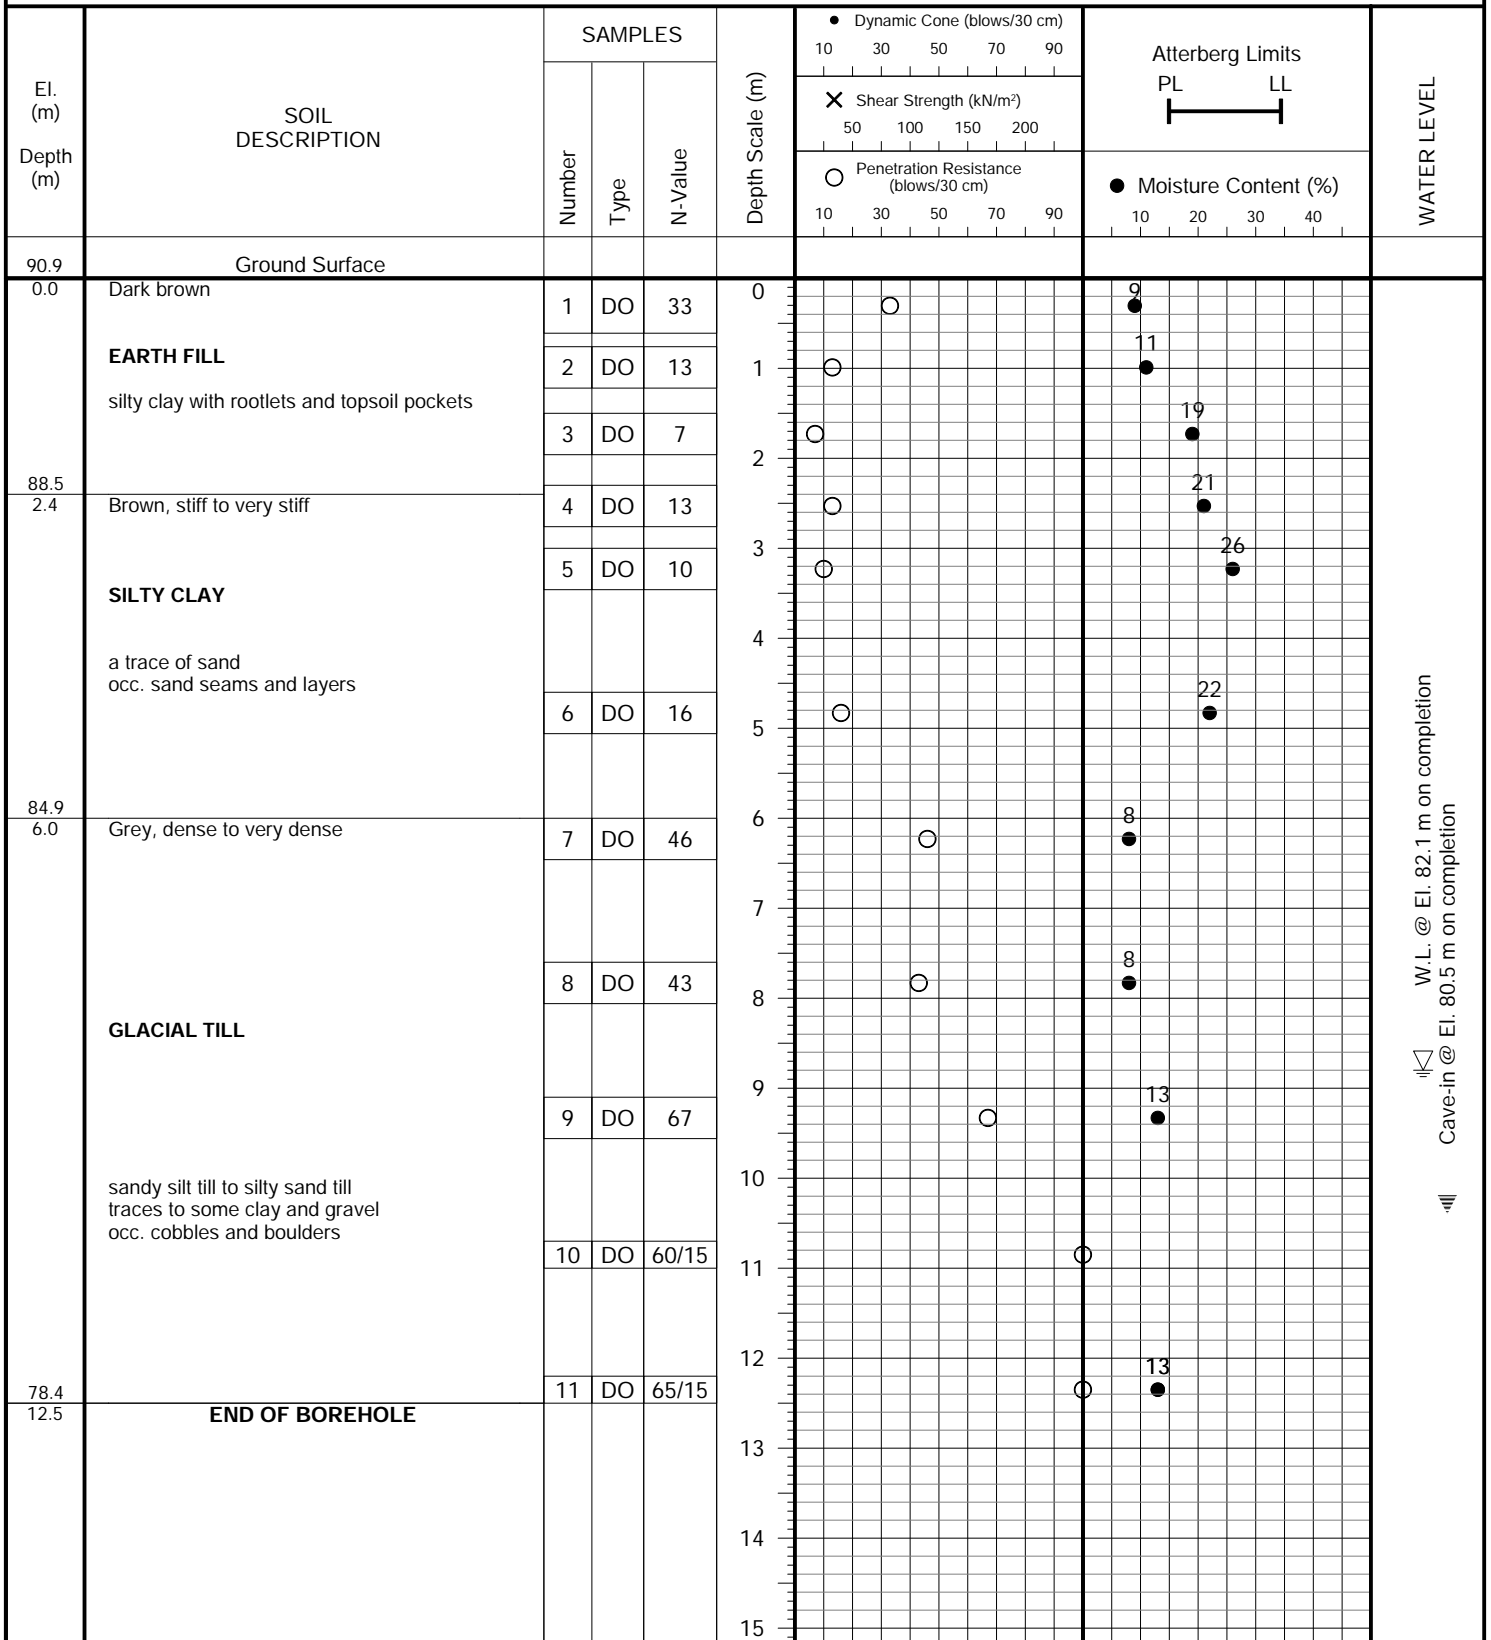 El.
(m)
Depth
(m)
SOIL
DESCRIPTION
SAMPLES
Number
Type
N-Value
Depth Scale (m)
Dynamic Cone (blows/30 cm)
10 30 50 70 90
Shear Strength (kN/m²)
50 100 150 200
Penetration Resistance
(blows/30 cm)
10 30 50 70 90
Atterberg Limits
PL LL
Moisture Content (%)
10 20 30 40
WATER LEVEL
90.9 Ground Surface
0.0 Dark brown
EARTH FILL
silty clay with rootlets and topsoil pockets
88.5
2.4 Brown, stiff to very stiff
SILTY CLAY
a trace of sand
occ. sand seams and layers
84.9
6.0 Grey, dense to very dense
GLACIAL TILL
sandy silt till to silty sand till
traces to some clay and gravel
occ. cobbles and boulders
78.4
12.5 END OF BOREHOLE
1 DO 33
2 DO 13
3 DO 7
4 DO 13
5 DO 10
6 DO 16
7 DO 46
8 DO 43
9 DO 67
10 DO 60/15
11 DO 65/15
0
1
2
3
4
5
6
7
8
9
10
11
12
13
14
15
9
11
19
21
26
22
8
8
13
13
W.L. @ El. 82.1 m on completion
Cave-in @ El. 80.5 m on completion